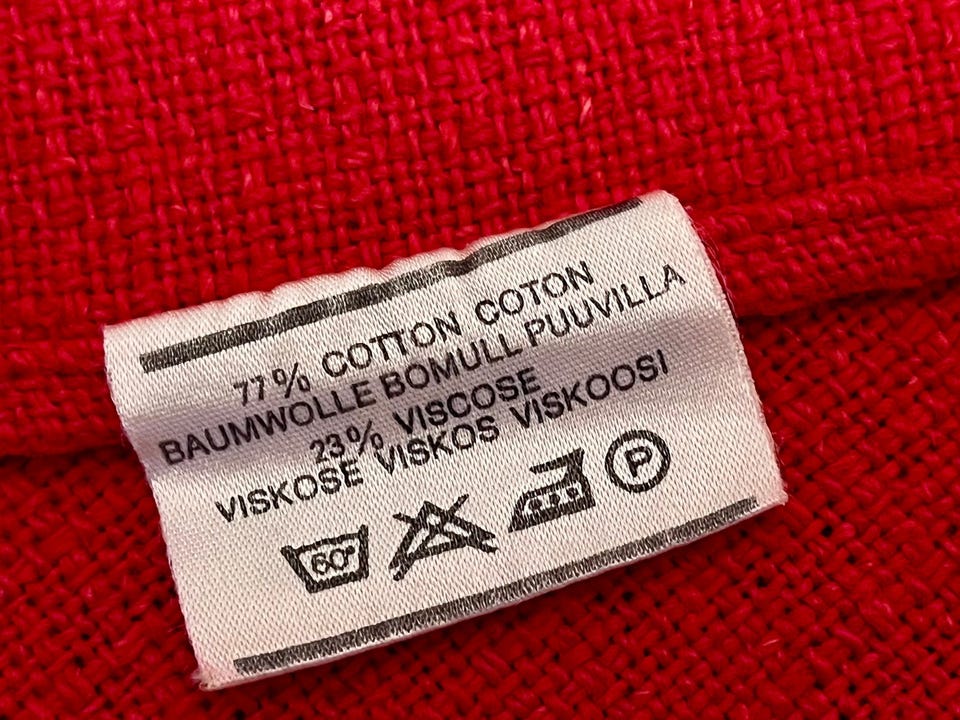 77% COTTON COTON
BAUMWOLLE BOMULL PUUVILLA
23% VISCOSE
VISKOSE VISKOS VISKOOSI
60° P